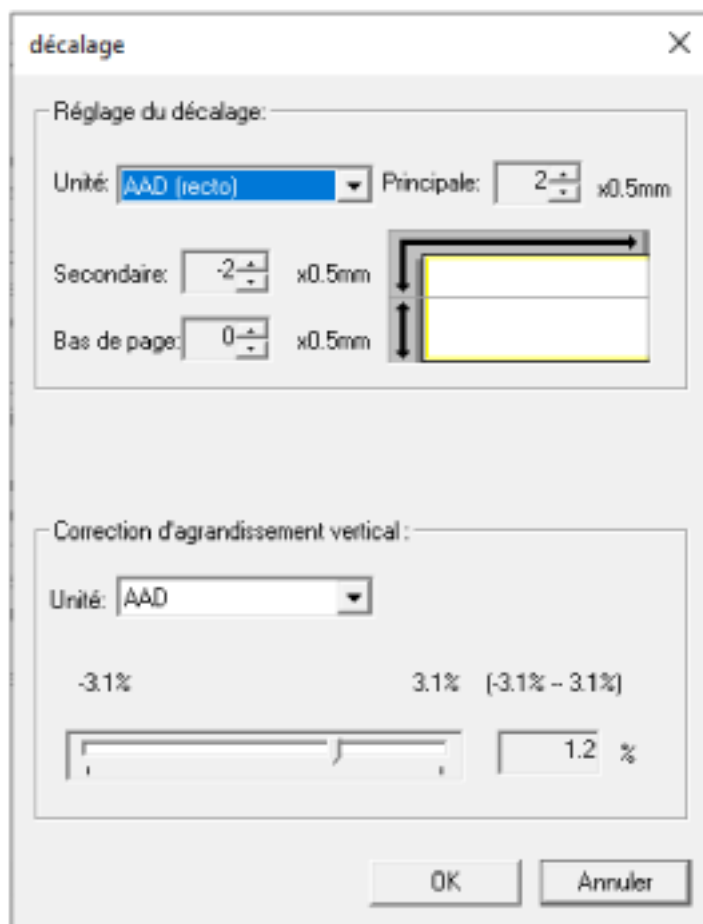 décalage
Réglage du décalage:
Unité: AAD (recto) Principale: 2 x0.5mm
Secondaire: -2 x0.5mm
Bas de page: 0 x0.5mm
Correction d'agrandissement vertical :
Unité: AAD
-3.1% 3.1% (-3.1% -- 3.1%)
1.2 %
OK Annuler